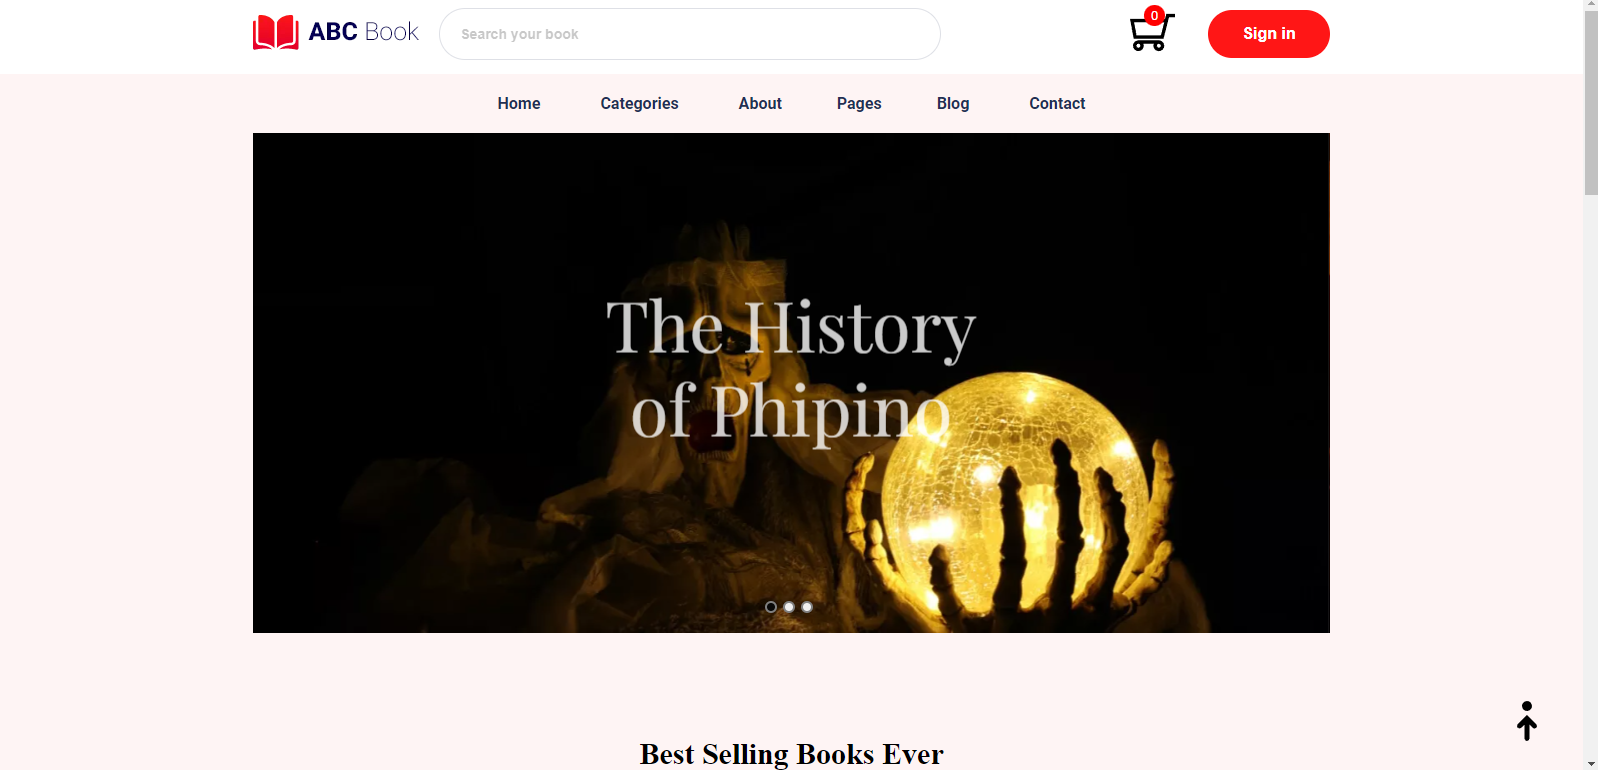 ABC Book
Search your book
0
Sign in
Home
Categories
About
Pages
Blog
Contact
The History
of Phipino
Best Selling Books Ever